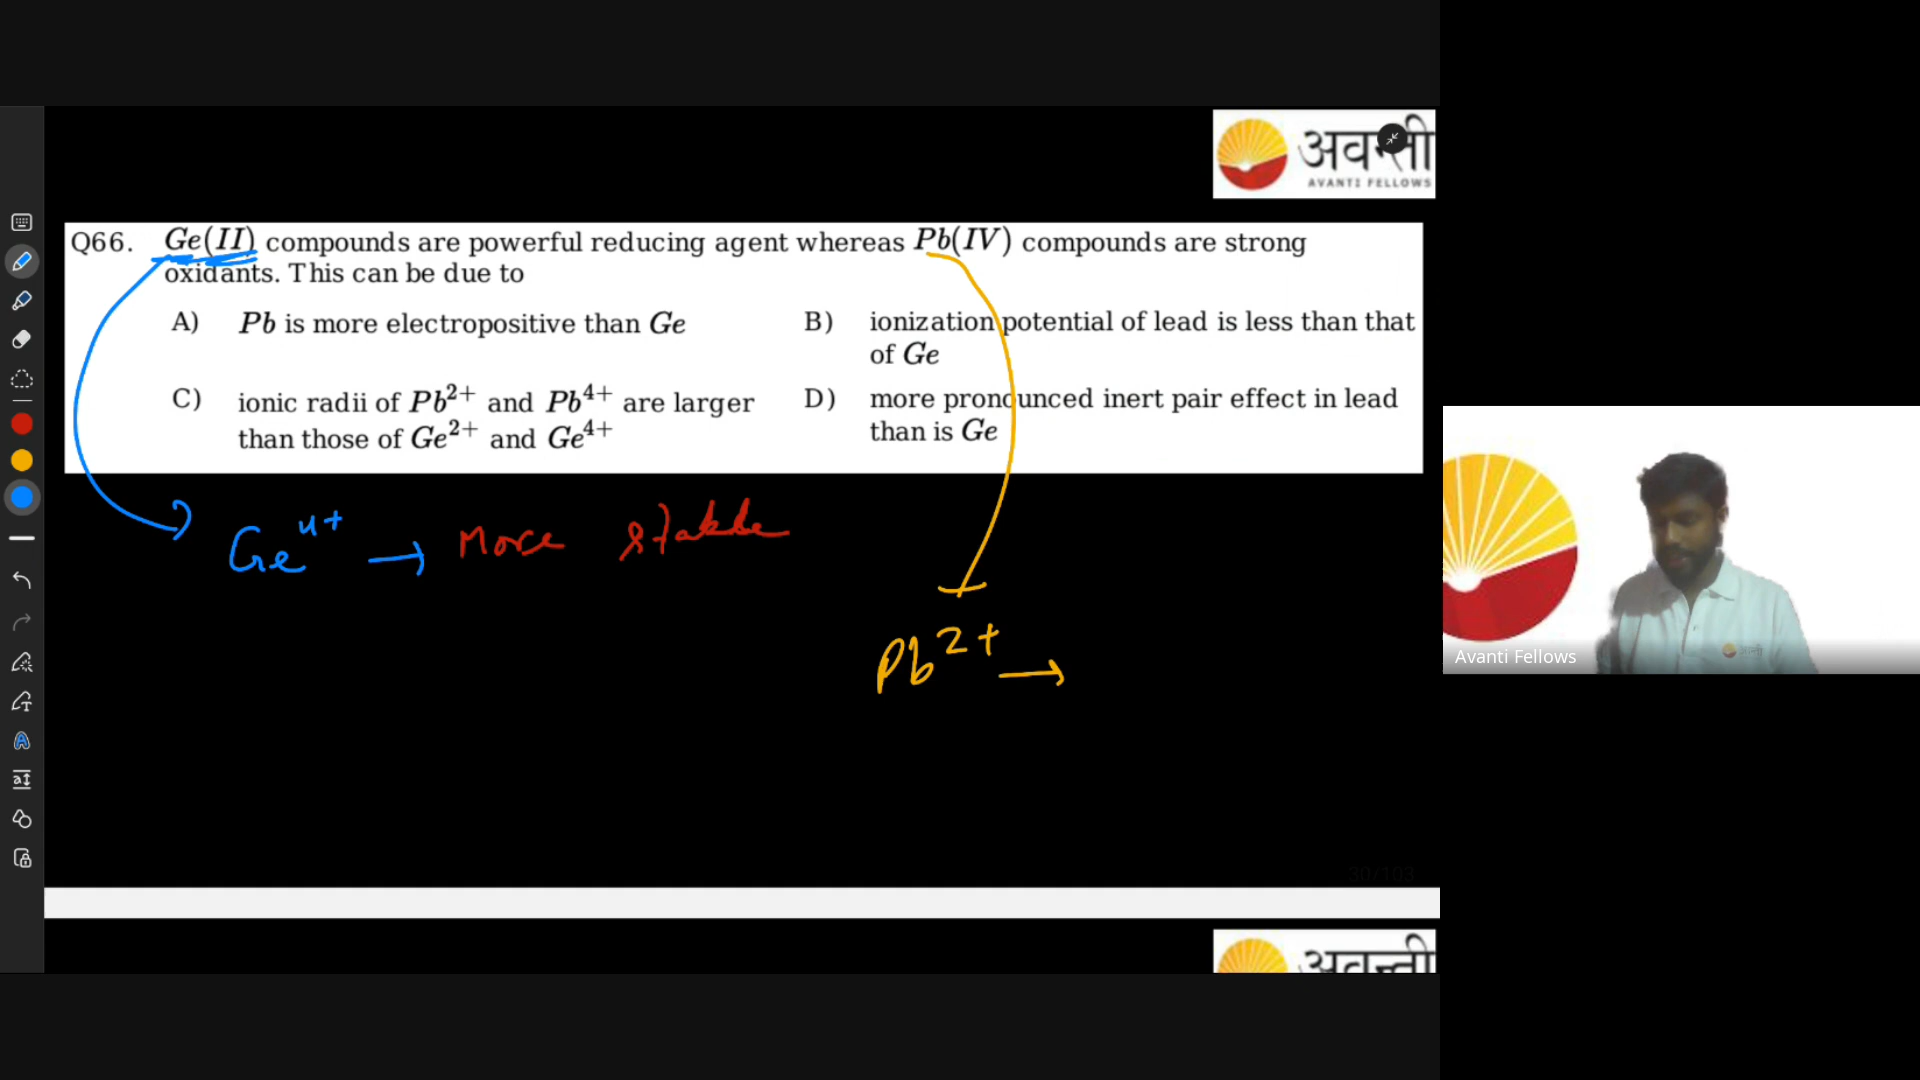 अवन्ती
AVANTI FELLOWS
Q66. Ge(II) compounds are powerful reducing agent whereas Pb(IV) compounds are strong
oxidants. This can be due to
A) Pb is more electropositive than Ge
B) ionization potential of lead is less than that
of Ge
C) ionic radii of Pb²⁺ and Pb⁴⁺ are larger
than those of Ge²⁺ and Ge⁴⁺
D) more pronounced inert pair effect in lead
than is Ge
Ge⁴⁺ → More stable
Pb²⁺ →
Avanti Fellows
30/103
अवन्ती